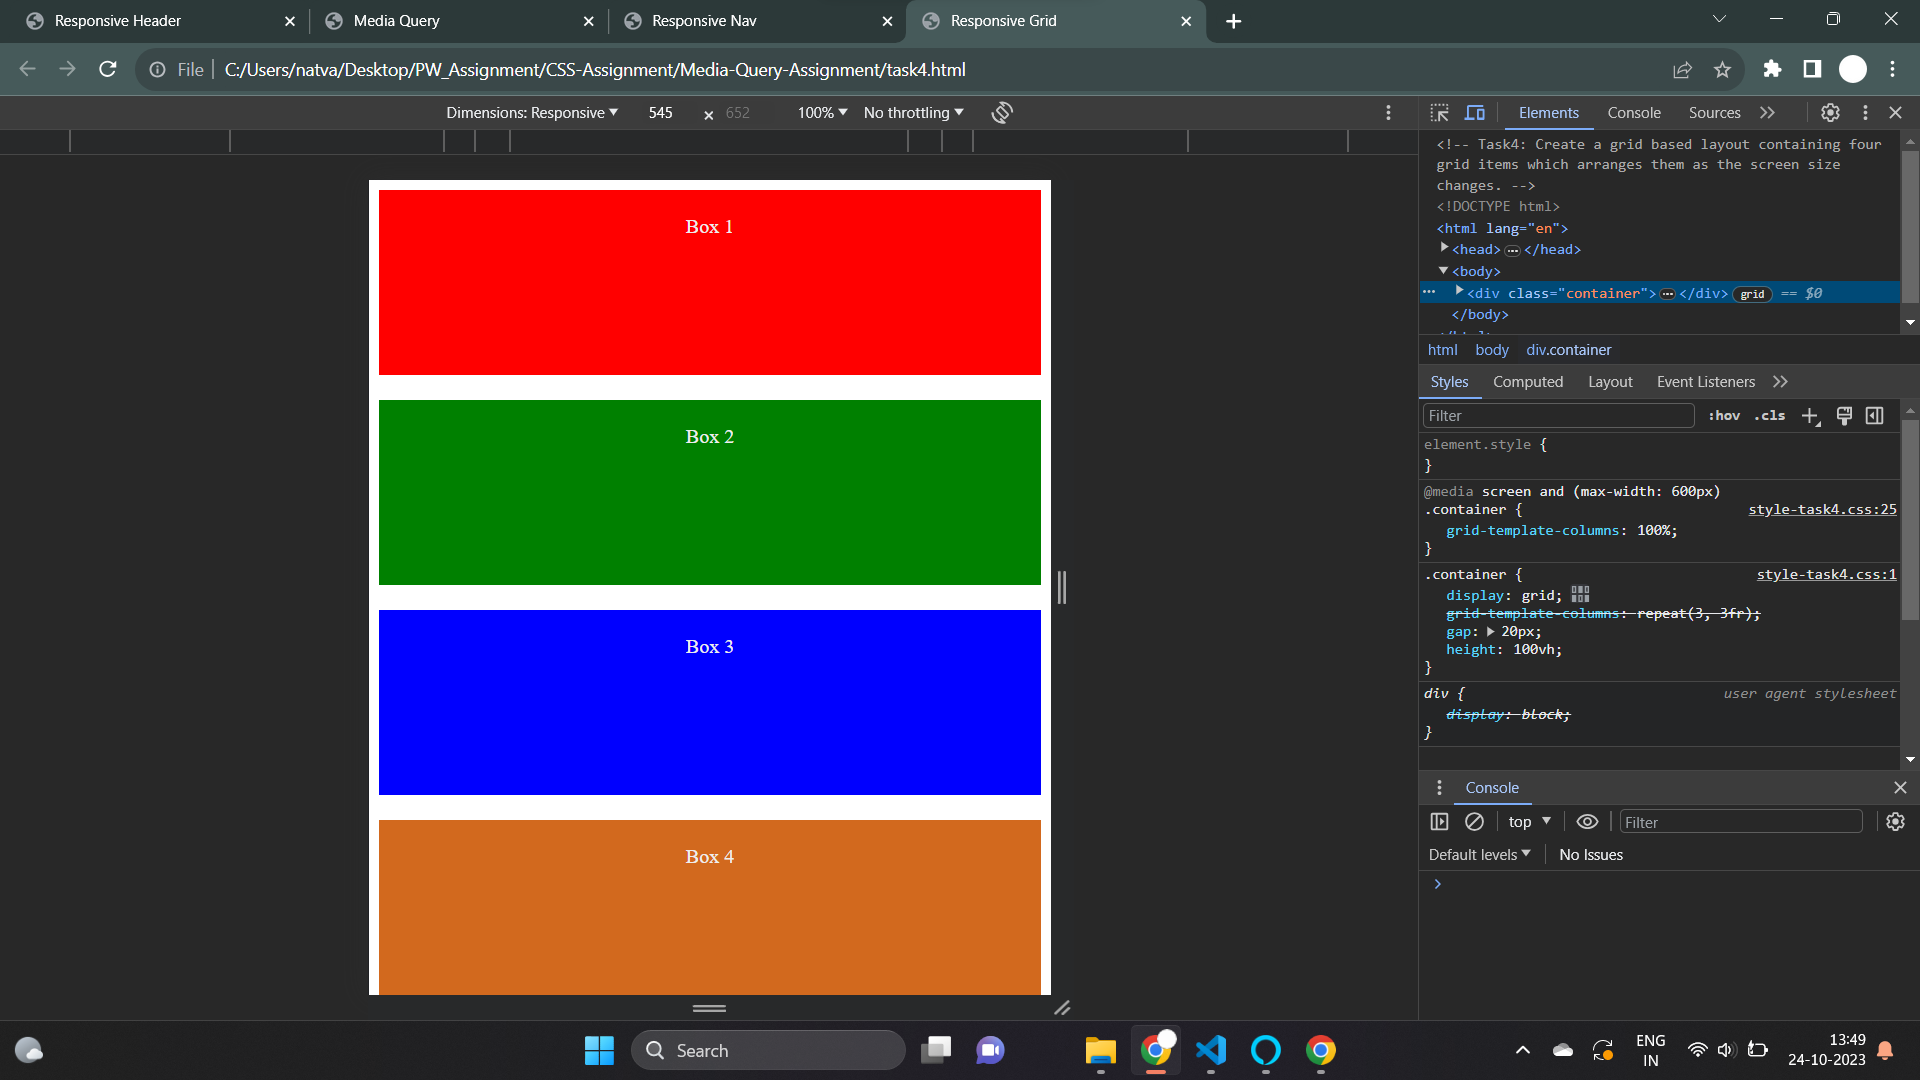 Responsive Header
Media Query
Responsive Nav
Responsive Grid
File
C:/Users/natva/Desktop/PW_Assignment/CSS-Assignment/Media-Query-Assignment/task4.html
Dimensions: Responsive
545
×
652
100%
No throttling
Elements
Console
Sources
<!-- Task4: Create a grid based layout containing four
grid items which arranges them as the screen size
changes. -->
<!DOCTYPE html>
<html lang="en">
<head>…</head>
<body>
<div class="container">…</div> grid == $0
</body>
html
body
div.container
Styles
Computed
Layout
Event Listeners
Filter
:hov
.cls
element.style {
}
@media screen and (max-width: 600px)
.container {
style-task4.css:25
grid-template-columns: 100%;
}
.container {
style-task4.css:1
display: grid;
grid-template-columns: repeat(3, 3fr);
gap: 20px;
height: 100vh;
}
div {
user agent stylesheet
display: block;
}
Console
top
Filter
Default levels
No Issues
Box 1
Box 2
Box 3
Box 4
Search
ENG
IN
13:49
24-10-2023